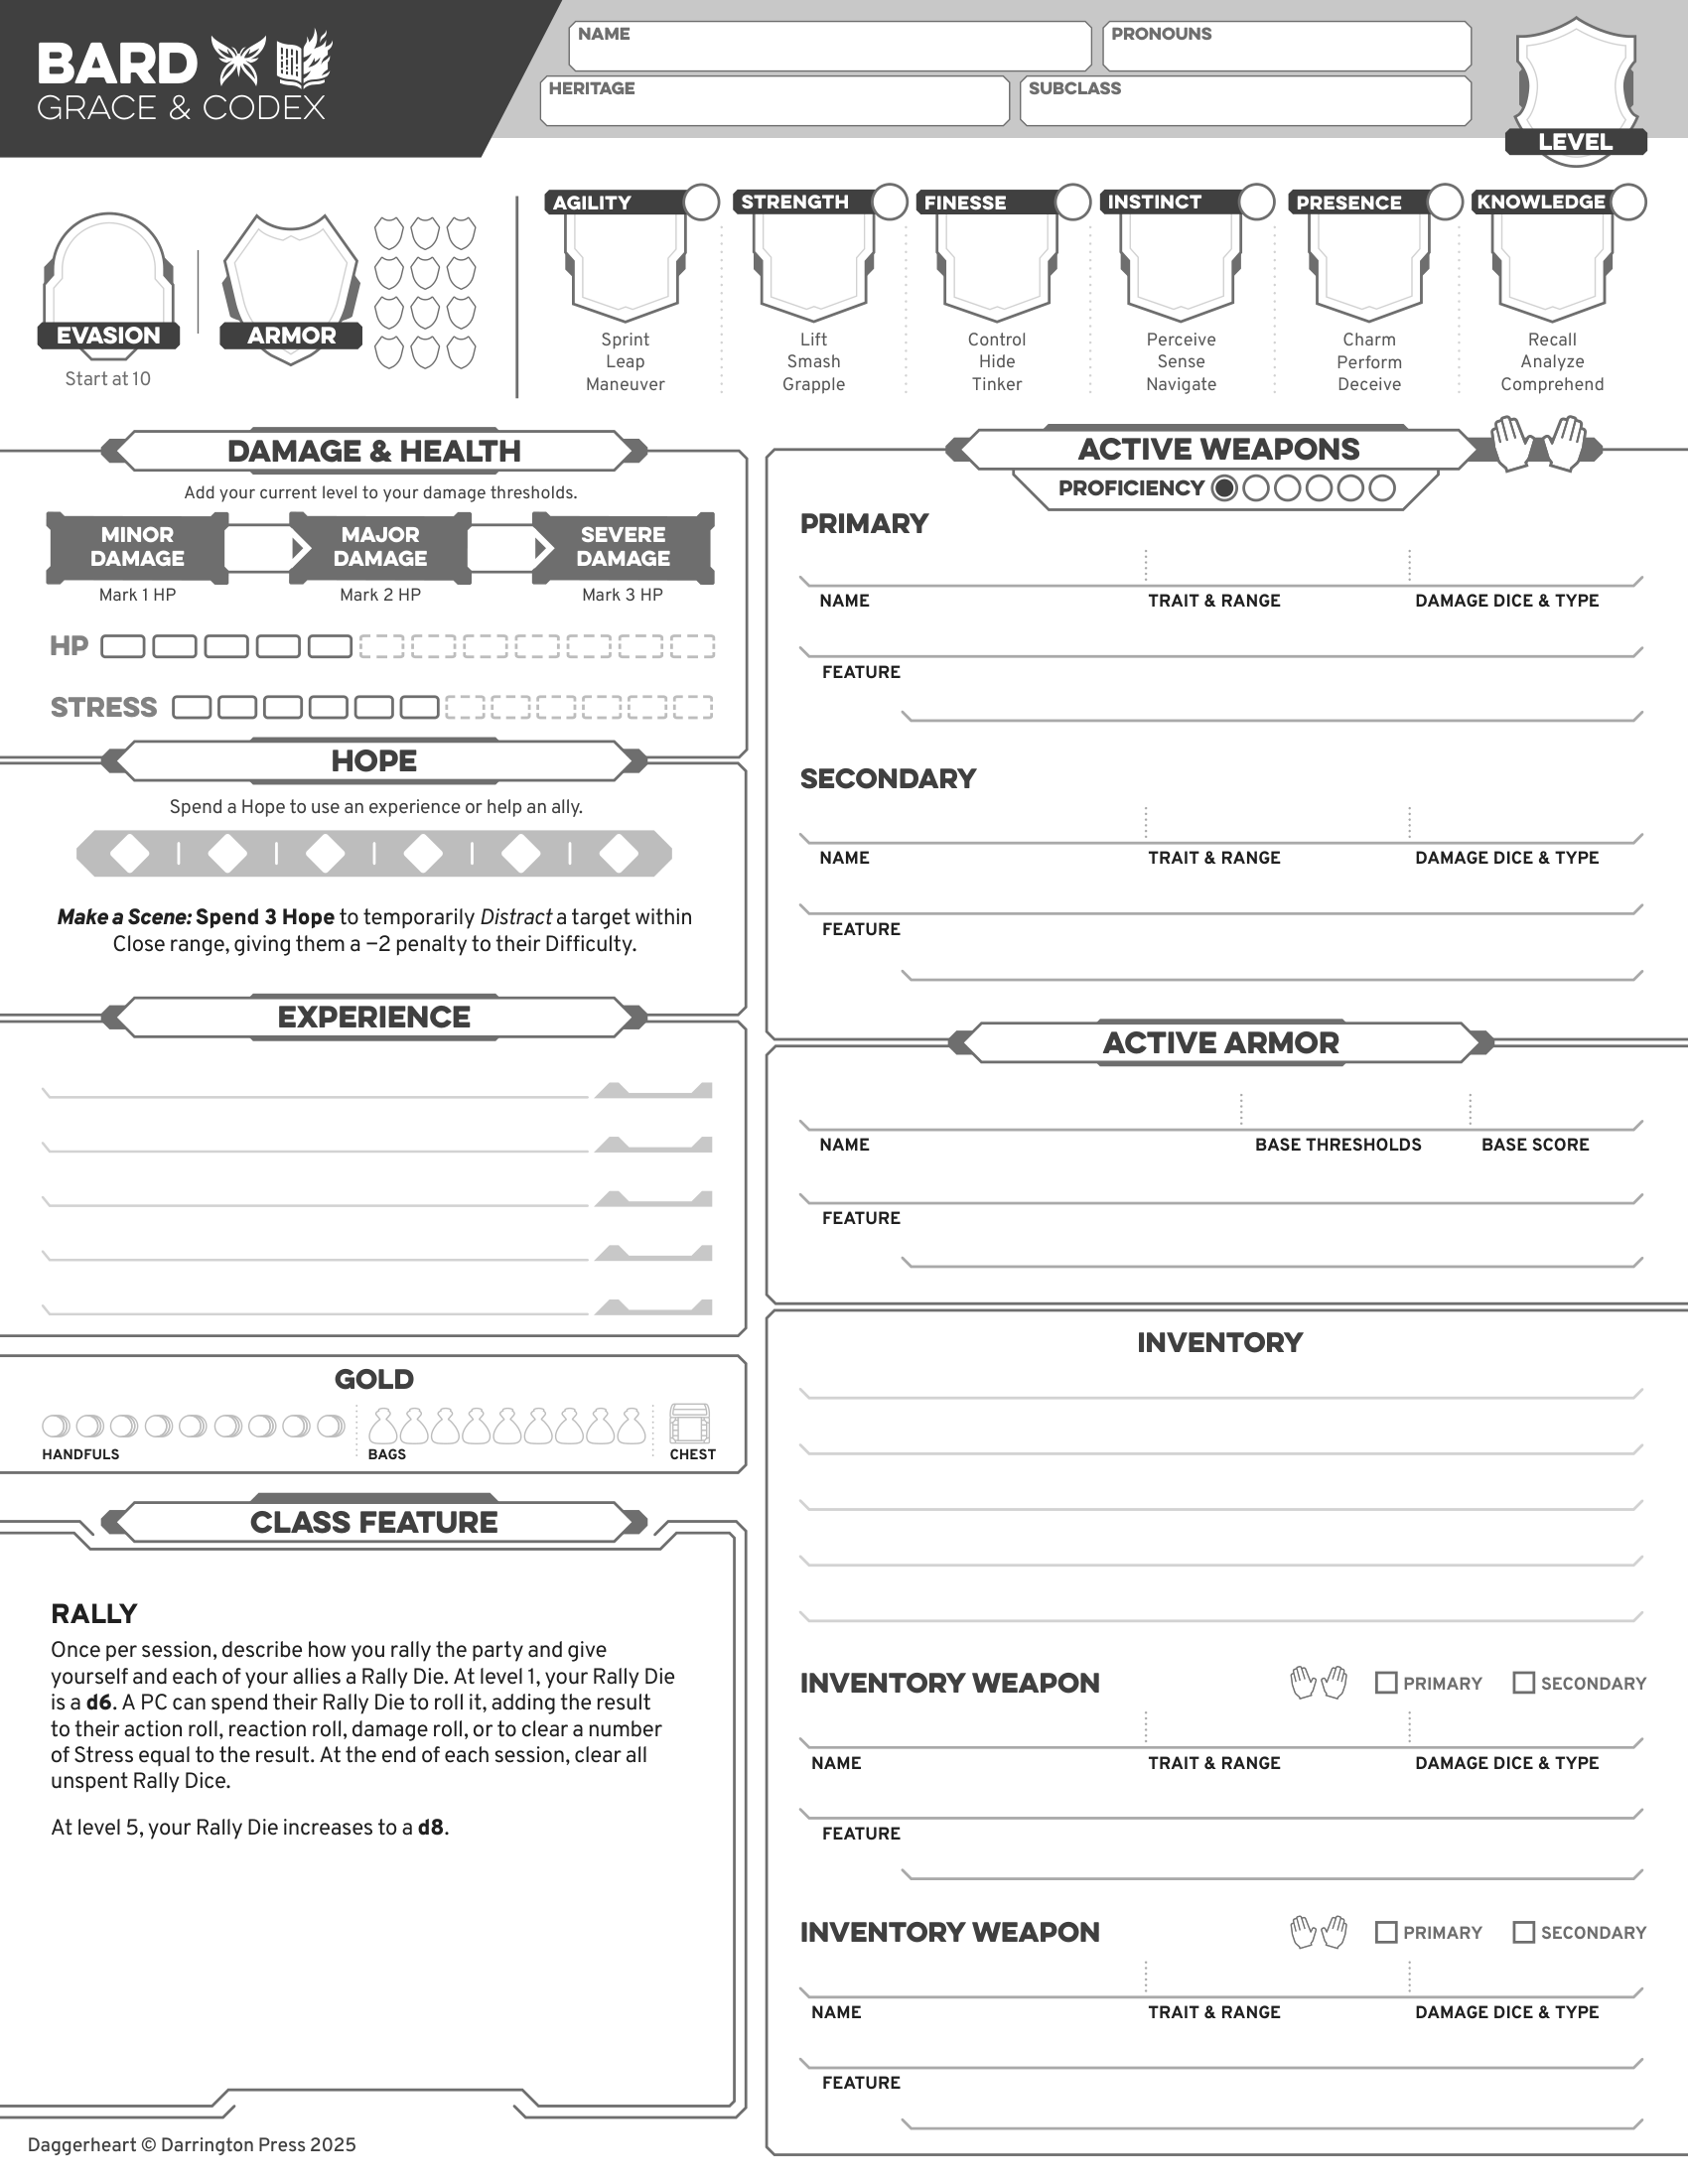 BARD
GRACE & CODEX
NAME
PRONOUNS
HERITAGE
SUBCLASS
LEVEL
EVASION
Start at 10
ARMOR
AGILITY
Sprint
Leap
Maneuver
STRENGTH
Lift
Smash
Grapple
FINESSE
Control
Hide
Tinker
INSTINCT
Perceive
Sense
Navigate
PRESENCE
Charm
Perform
Deceive
KNOWLEDGE
Recall
Analyze
Comprehend
DAMAGE & HEALTH
Add your current level to your damage thresholds.
MINOR
DAMAGE
Mark 1 HP
MAJOR
DAMAGE
Mark 2 HP
SEVERE
DAMAGE
Mark 3 HP
HP
STRESS
HOPE
Spend a Hope to use an experience or help an ally.
Make a Scene: Spend 3 Hope to temporarily Distract a target within
Close range, giving them a −2 penalty to their Difficulty.
EXPERIENCE
GOLD
HANDFULS
BAGS
CHEST
CLASS FEATURE
RALLY
Once per session, describe how you rally the party and give
yourself and each of your allies a Rally Die. At level 1, your Rally Die
is a d6. A PC can spend their Rally Die to roll it, adding the result
to their action roll, reaction roll, damage roll, or to clear a number
of Stress equal to the result. At the end of each session, clear all
unspent Rally Dice.
At level 5, your Rally Die increases to a d8.
Daggerheart © Darrington Press 2025
ACTIVE WEAPONS
PROFICIENCY
PRIMARY
NAME
TRAIT & RANGE
DAMAGE DICE & TYPE
FEATURE
SECONDARY
NAME
TRAIT & RANGE
DAMAGE DICE & TYPE
FEATURE
ACTIVE ARMOR
NAME
BASE THRESHOLDS
BASE SCORE
FEATURE
INVENTORY
INVENTORY WEAPON
PRIMARY
SECONDARY
NAME
TRAIT & RANGE
DAMAGE DICE & TYPE
FEATURE
INVENTORY WEAPON
PRIMARY
SECONDARY
NAME
TRAIT & RANGE
DAMAGE DICE & TYPE
FEATURE